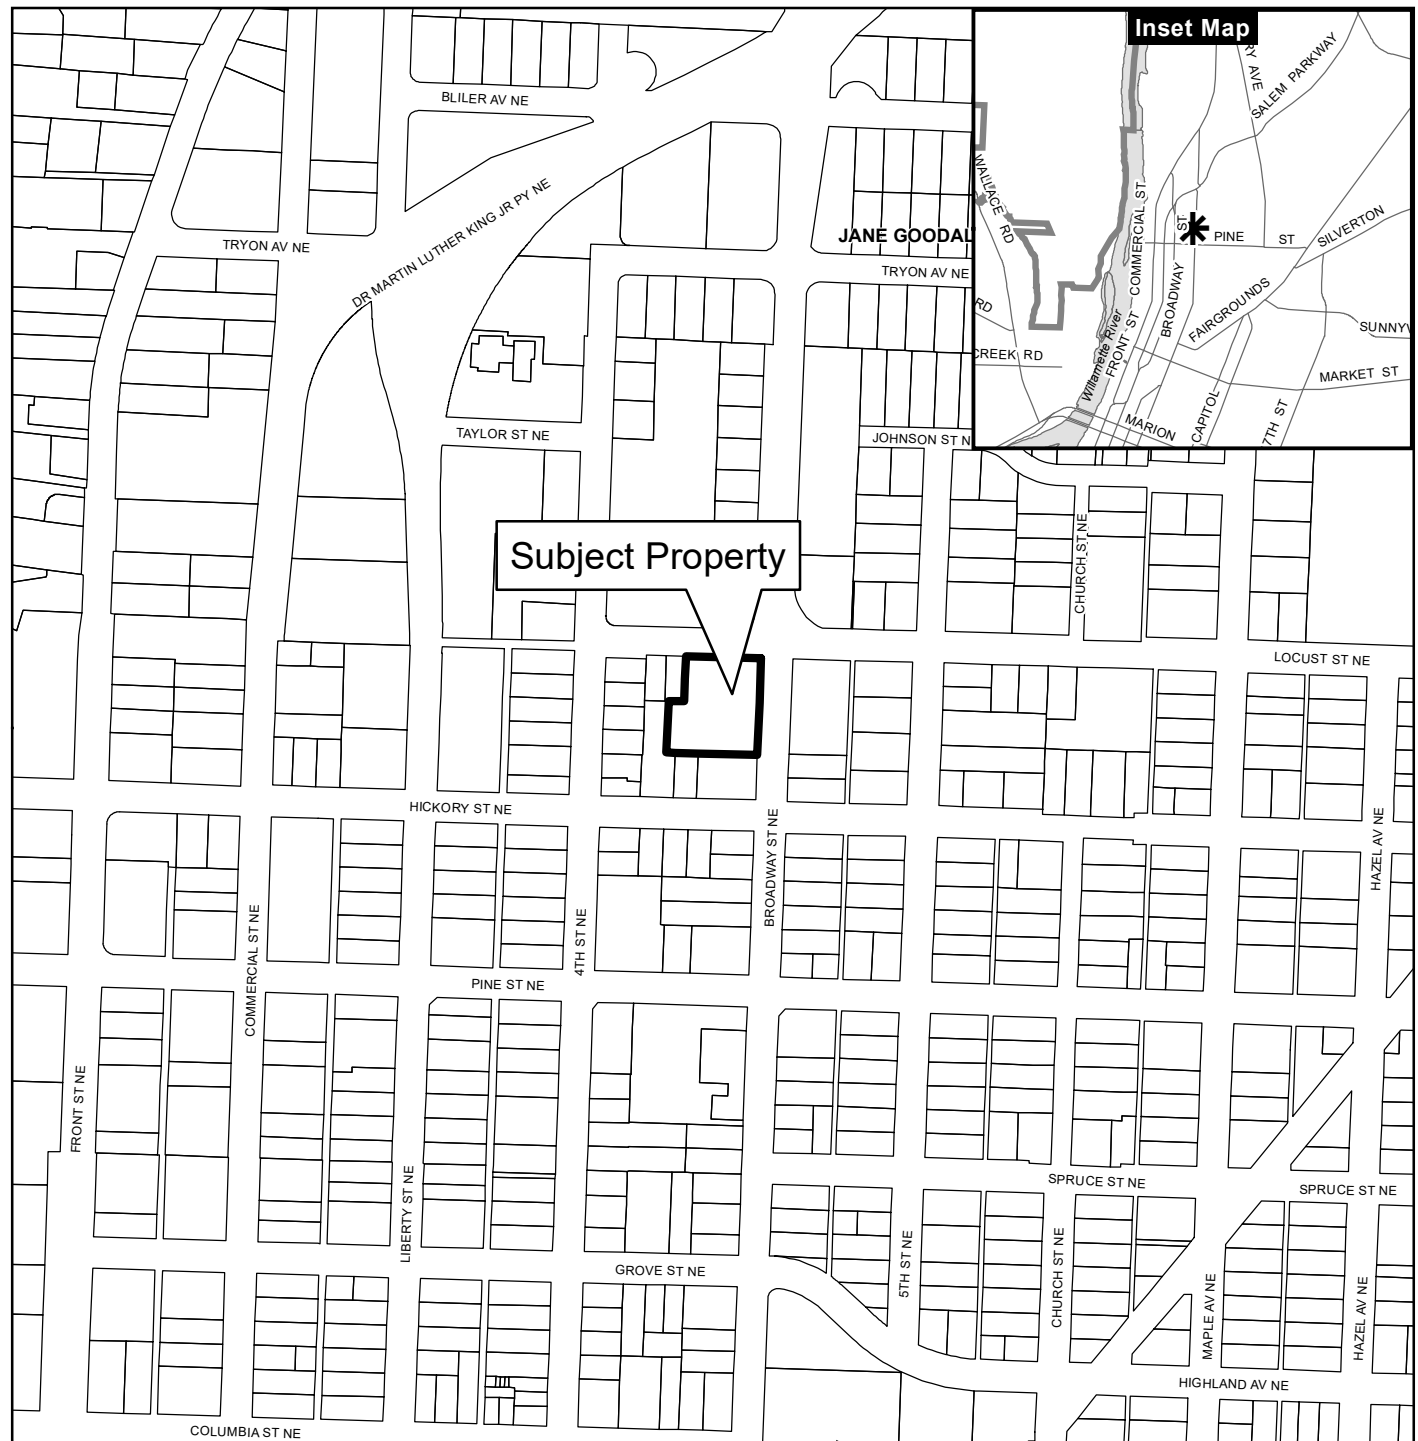 Inset Map
RY AVE
SALEM PARKWAY
WALLACE RD
COMMERCIAL ST
ST
PINE ST
SILVERTON
BROADWAY
FAIRGROUNDS
RD
CREEK RD
Willamette River
FRONT ST
SUNNY
MARKET ST
MARION
CAPITOL
7TH ST
BLILER AV NE
DR MARTIN LUTHER KING JR PY NE
TRYON AV NE
JANE GOODAL
TRYON AV NE
TAYLOR ST NE
JOHNSON ST N
CHURCH ST NE
Subject Property
LOCUST ST NE
HICKORY ST NE
BROADWAY ST NE
HAZEL AV NE
COMMERCIAL ST NE
4TH ST NE
PINE ST NE
FRONT ST NE
LIBERTY ST NE
SPRUCE ST NE
SPRUCE ST NE
GROVE ST NE
5TH ST NE
CHURCH ST NE
MAPLE AV NE
HAZEL AV NE
HIGHLAND AV NE
COLUMBIA ST NE